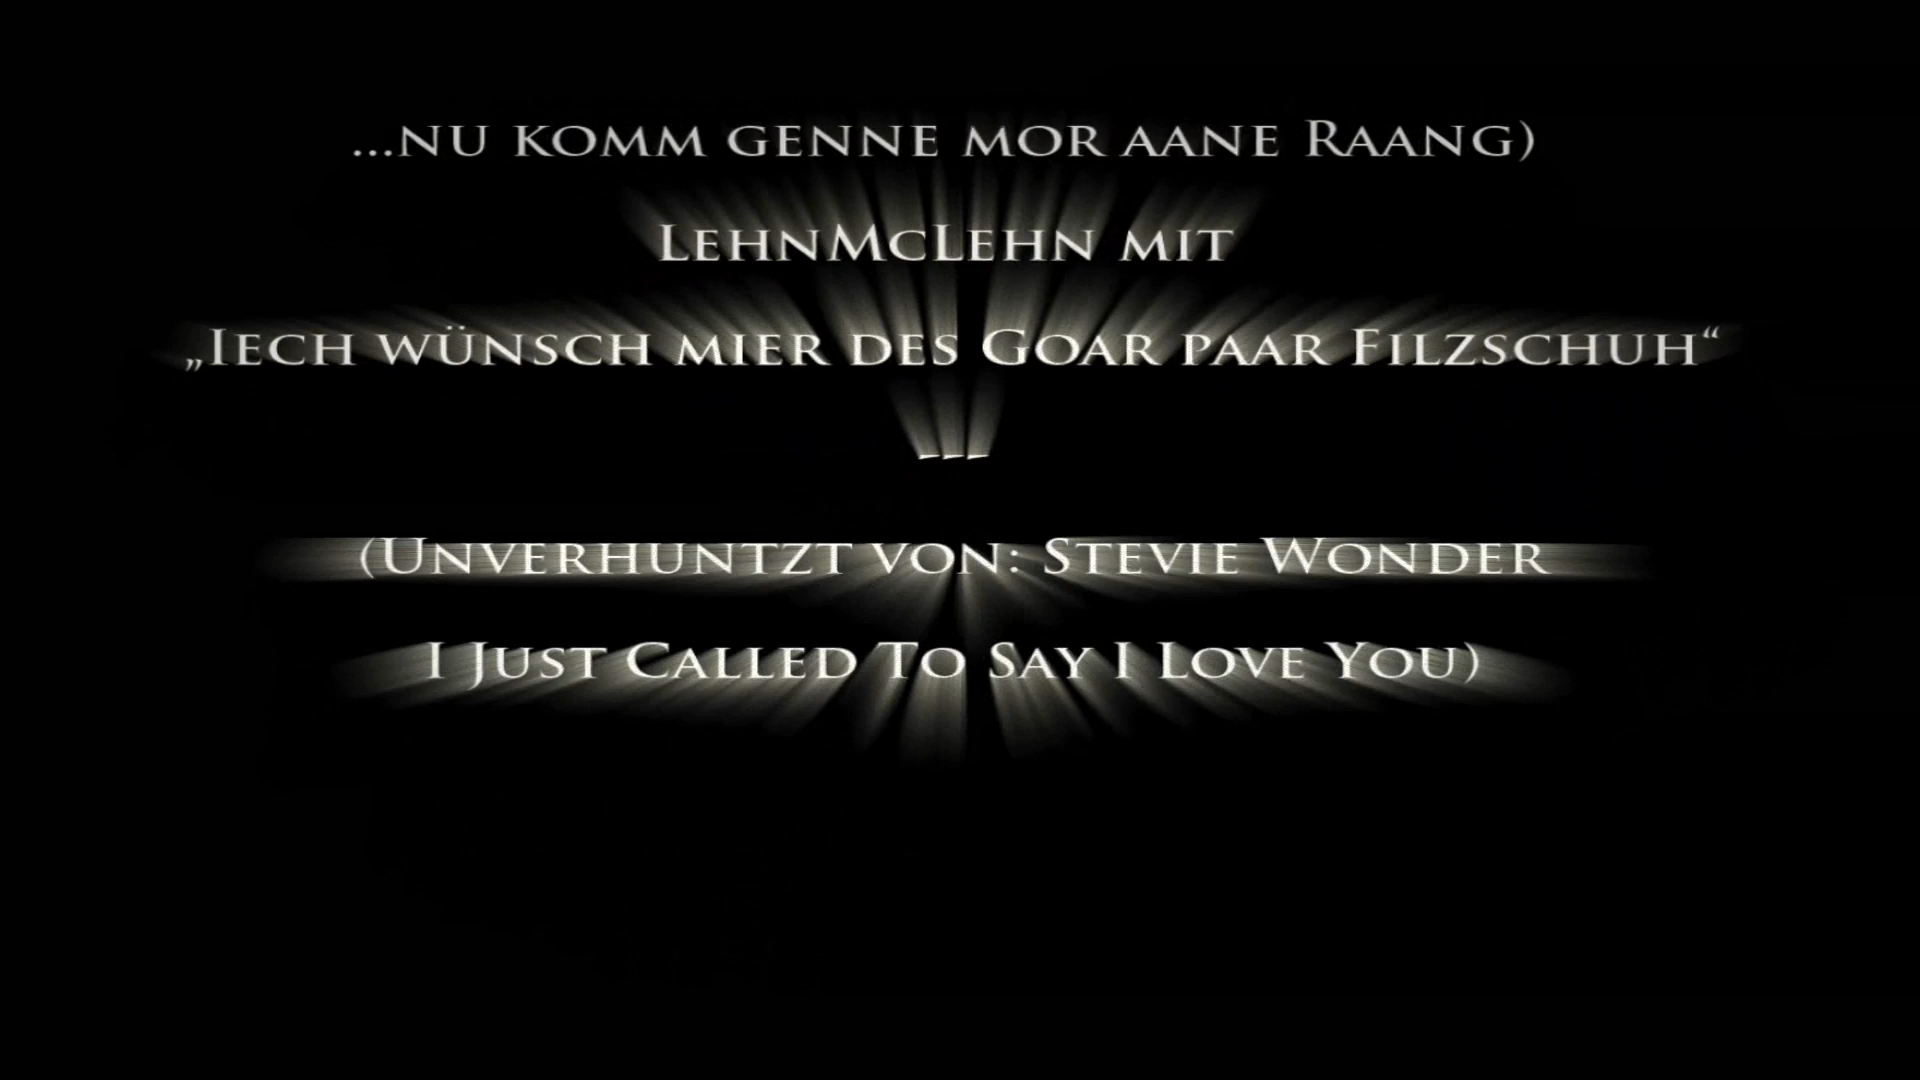 ...nu komm genne mor aane Raang)
LehnMcLehn mit
„Iech wünsch mier des Goar paar Filzschuh“
---
(Unverhuntzt von: Stevie Wonder
I Just Called To Say I Love You)